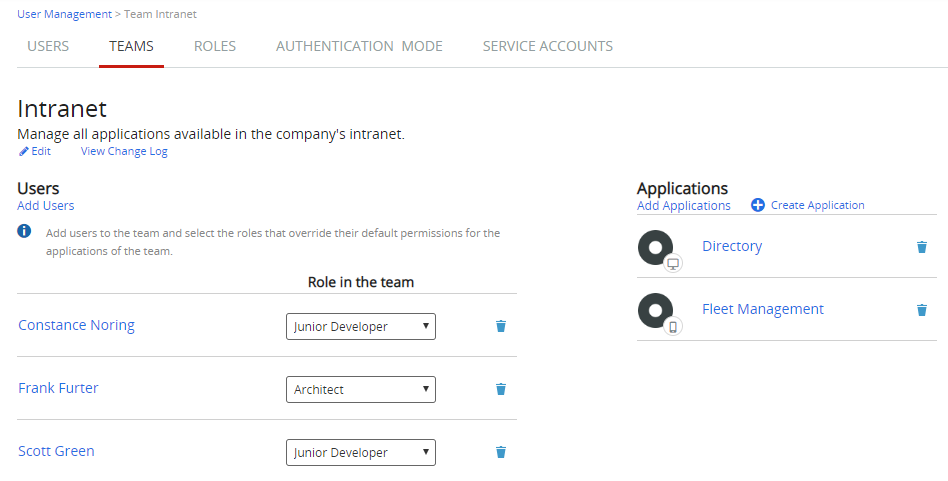 User Management > Team Intranet
USERS TEAMS ROLES AUTHENTICATION MODE SERVICE ACCOUNTS
Intranet
Manage all applications available in the company's intranet.
Edit View Change Log
Users
Add Users
Add users to the team and select the roles that override their default permissions for the
applications of the team.
Role in the team
Constance Noring Junior Developer
Frank Furter Architect
Scott Green Junior Developer
Applications
Add Applications Create Application
Directory
Fleet Management